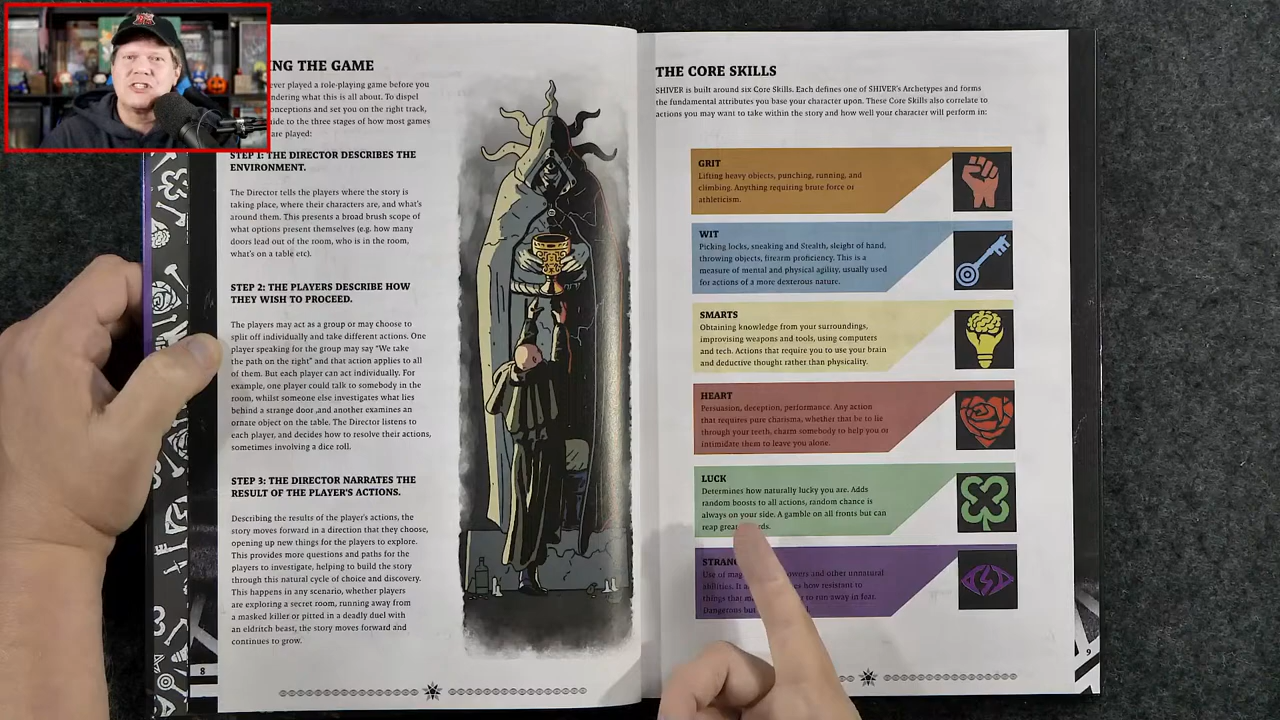 ING THE GAME
ever played a role-playing game before you
ndering what this is all about. To dispel
conceptions and set you on the right track,
ide to the three stages of how most games
are played:
STEP 1: THE DIRECTOR DESCRIBES THE
ENVIRONMENT.
The Director tells the players where the story is
taking place, where their characters are, and what's
around them. This presents a broad brush scope of
what options present themselves (e.g. how many
doors lead out of the room, who is in the room,
what's on a table etc).
STEP 2: THE PLAYERS DESCRIBE HOW
THEY WISH TO PROCEED.
The players may act as a group or may choose to
split off individually and take different actions. One
player speaking for the group may say "We take
the path on the right" and that action applies to all
of them. But each player can act individually. For
example, one player could talk to somebody in the
room, whilst someone else investigates what lies
behind a strange door ,and another examines an
ornate object on the table. The Director listens to
each player, and decides how to resolve their actions,
sometimes involving a dice roll.
STEP 3: THE DIRECTOR NARRATES THE
RESULT OF THE PLAYER'S ACTIONS.
Describing the results of the player's actions, the
story moves forward in a direction that they choose,
opening up new things for the players to explore.
This provides more questions and paths for the
players to investigate, helping to build the story
through this natural cycle of choice and discovery.
This happens in any scenario, whether players
are exploring a secret room, running away from
a masked killer or pitted in a deadly duel with
an eldritch beast, the story moves forward and
continues to grow.
8
THE CORE SKILLS
SHIVER is built around six Core Skills. Each defines one of SHIVER's Archetypes and forms
the fundamental attributes you base your character upon. These Core Skills also correlate to
actions you may want to take within the story and how well your character will perform in:
GRIT
Lifting heavy objects, punching, running, and
climbing. Anything requiring brute force or
athleticism.
WIT
Picking locks, sneaking and Stealth, sleight of hand,
throwing objects, firearm proficiency. This is a
measure of mental and physical agility, usually used
for actions of a more dexterous nature.
SMARTS
Obtaining knowledge from your surroundings,
improvising weapons and tools, using computers
and tech. Actions that require you to use your brain
and deductive thought rather than physicality.
HEART
Persuasion, deception, performance. Any action
that requires pure charisma, whether that be to lie
through your teeth, charm somebody to help you or
intimidate them to leave you alone.
LUCK
Determines how naturally lucky you are. Adds
random boosts to all actions, random chance is
always on your side. A gamble on all fronts but can
reap
STRANG
Use of owers and other unnatural
abilities. It es how resistant to
things that to run away in fear.
Dangerous
9